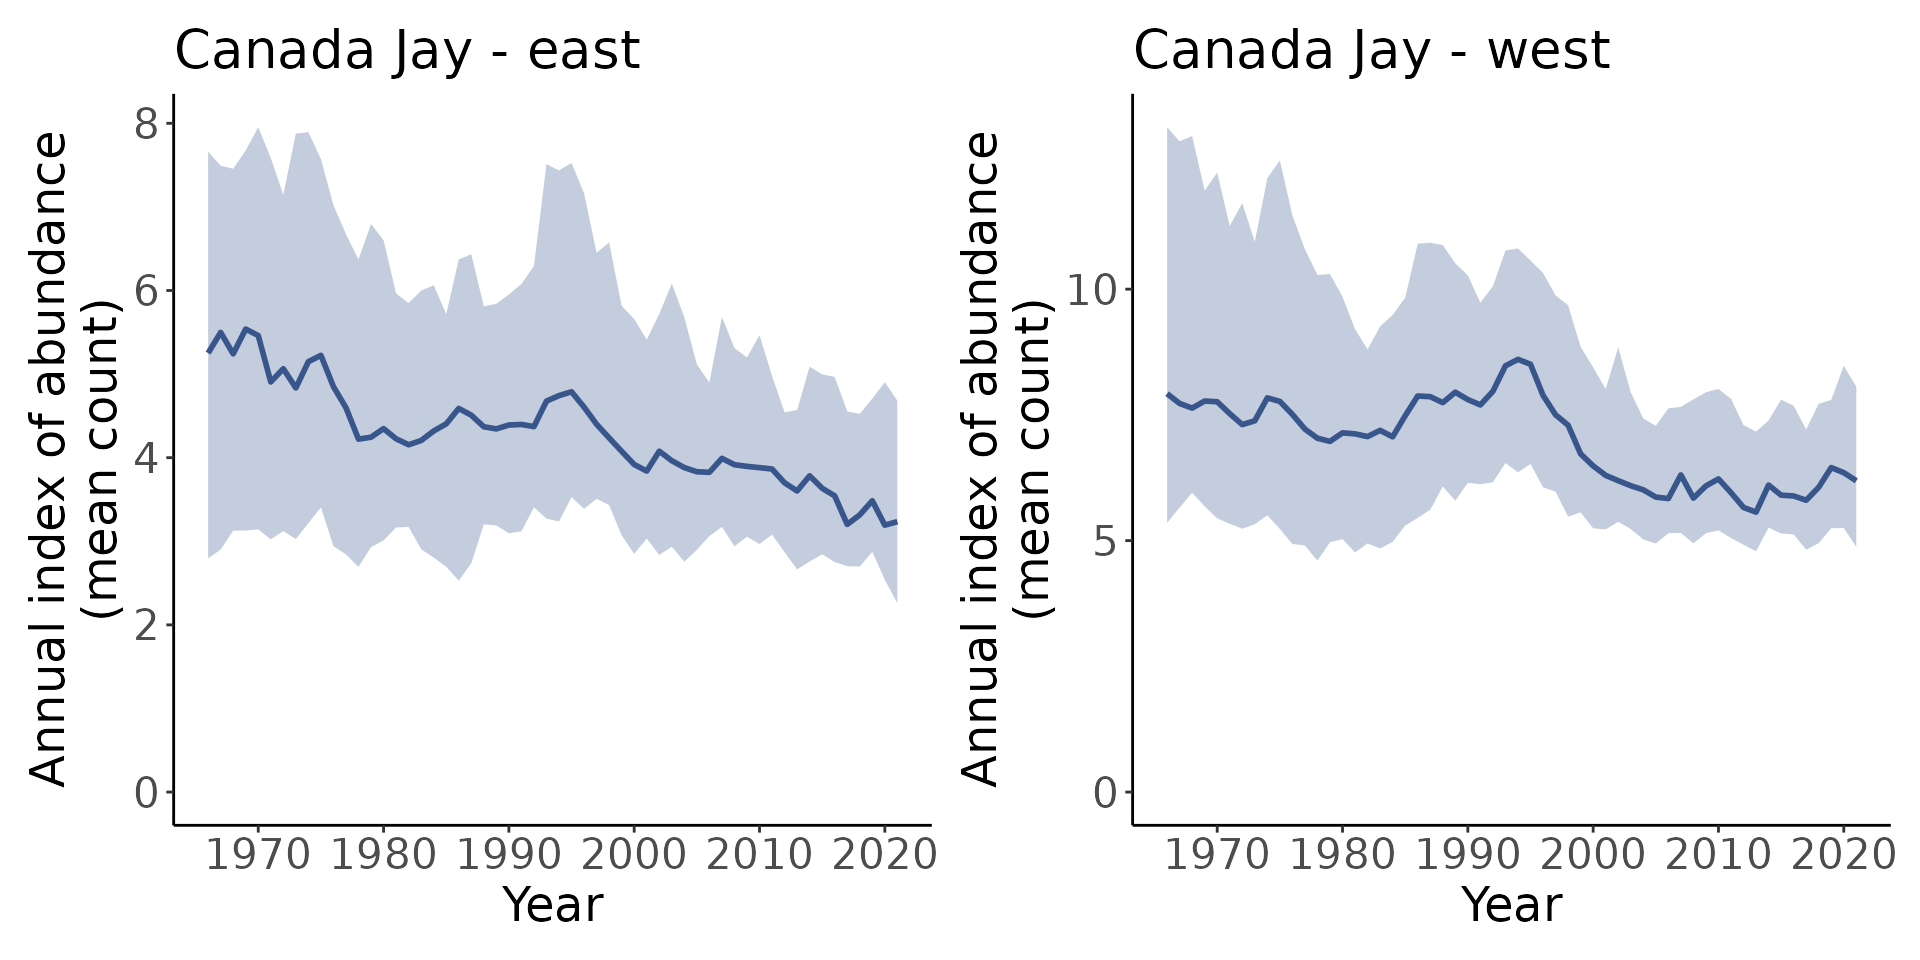 Canada Jay - east
Annual index of abundance
(mean count)
8
6
4
2
0
1970 1980 1990 2000 2010 2020
Year
Canada Jay - west
Annual index of abundance
(mean count)
10
5
0
1970 1980 1990 2000 2010 2020
Year